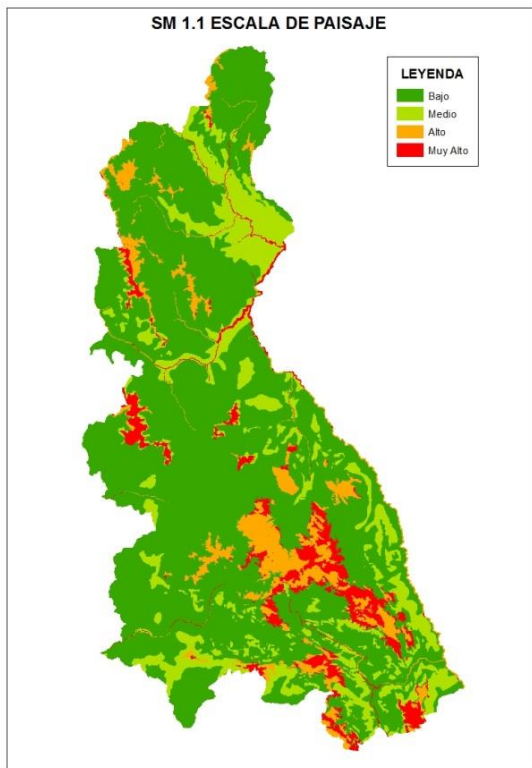 SM 1.1 ESCALA DE PAISAJE
LEYENDA
Bajo
Medio
Alto
Muy Alto